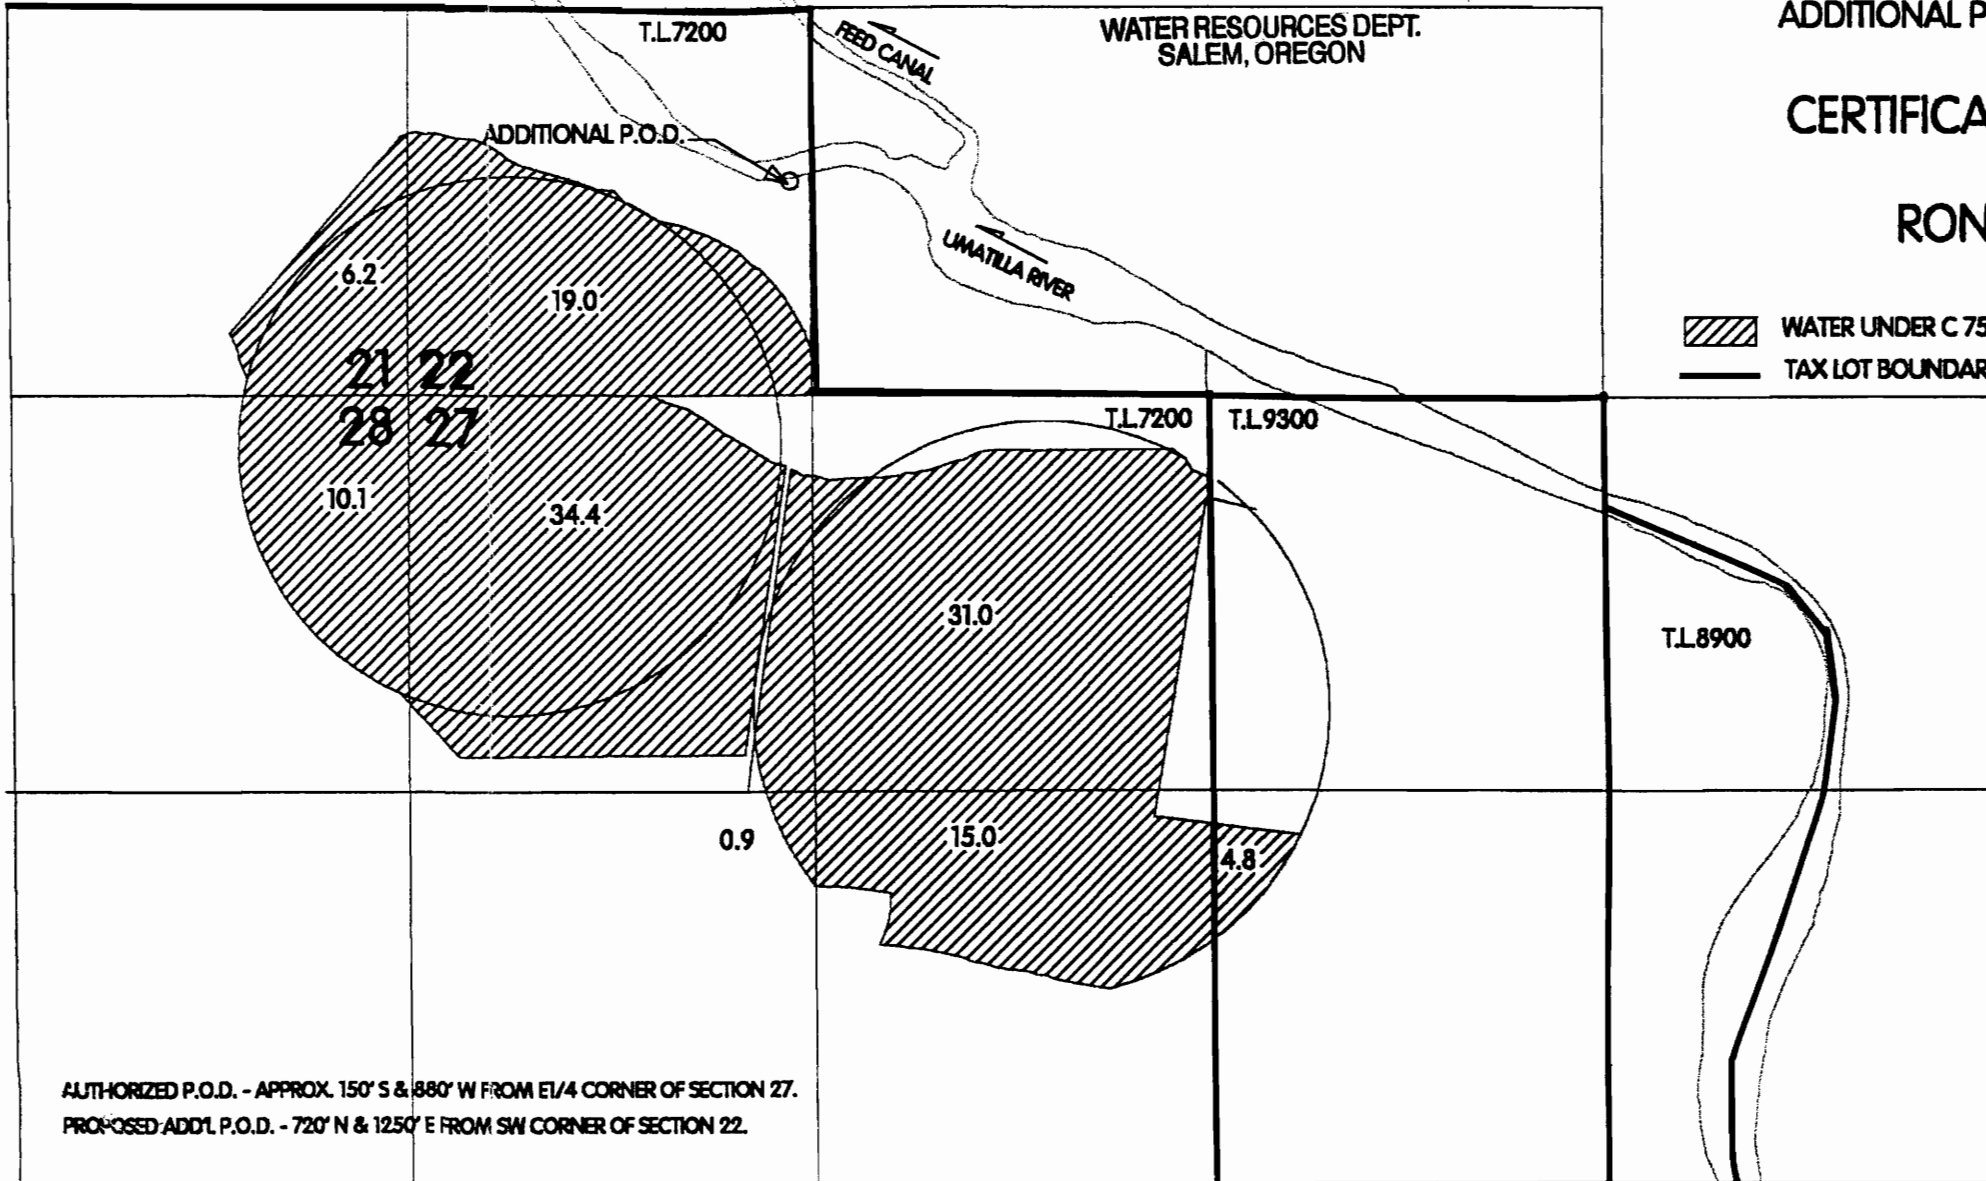 T.L.7200
FEED CANAL
WATER RESOURCES DEPT.
SALEM, OREGON
ADDITIONAL P
CERTIFICA
RON
ADDITIONAL P.O.D.
UMATILLA RIVER
WATER UNDER C 75
TAX LOT BOUNDAR
6.2
19.0
21 22
28 27
T.L.7200
T.L.9300
10.1
34.4
31.0
T.L.8900
0.9
15.0
4.8
AUTHORIZED P.O.D. - APPROX. 150' S & 880' W FROM E1/4 CORNER OF SECTION 27.
PROPOSED ADD'L P.O.D. - 720' N & 1250' E FROM SW CORNER OF SECTION 22.